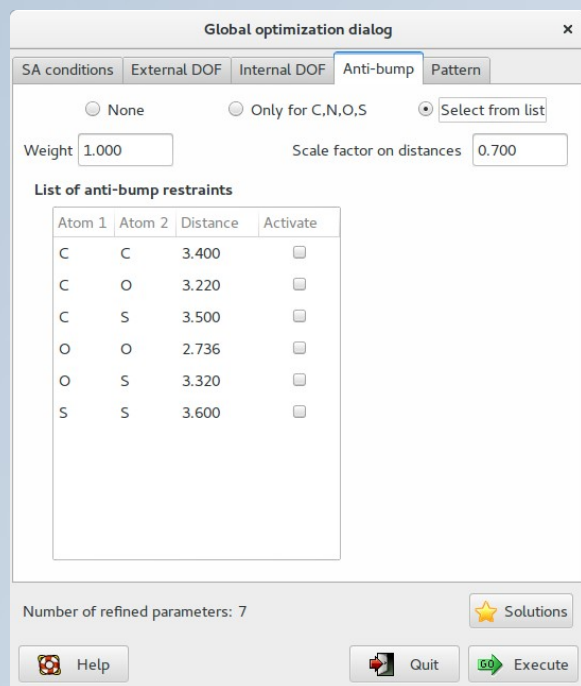 Global optimization dialog ×
SA conditions External DOF Internal DOF Anti-bump Pattern
None Only for C,N,O,S Select from list
Weight 1.000 Scale factor on distances 0.700
List of anti-bump restraints
Atom 1 Atom 2 Distance Activate
C C 3.400
C O 3.220
C S 3.500
O O 2.736
O S 3.320
S S 3.600
Number of refined parameters: 7 Solutions
Help Quit GO Execute